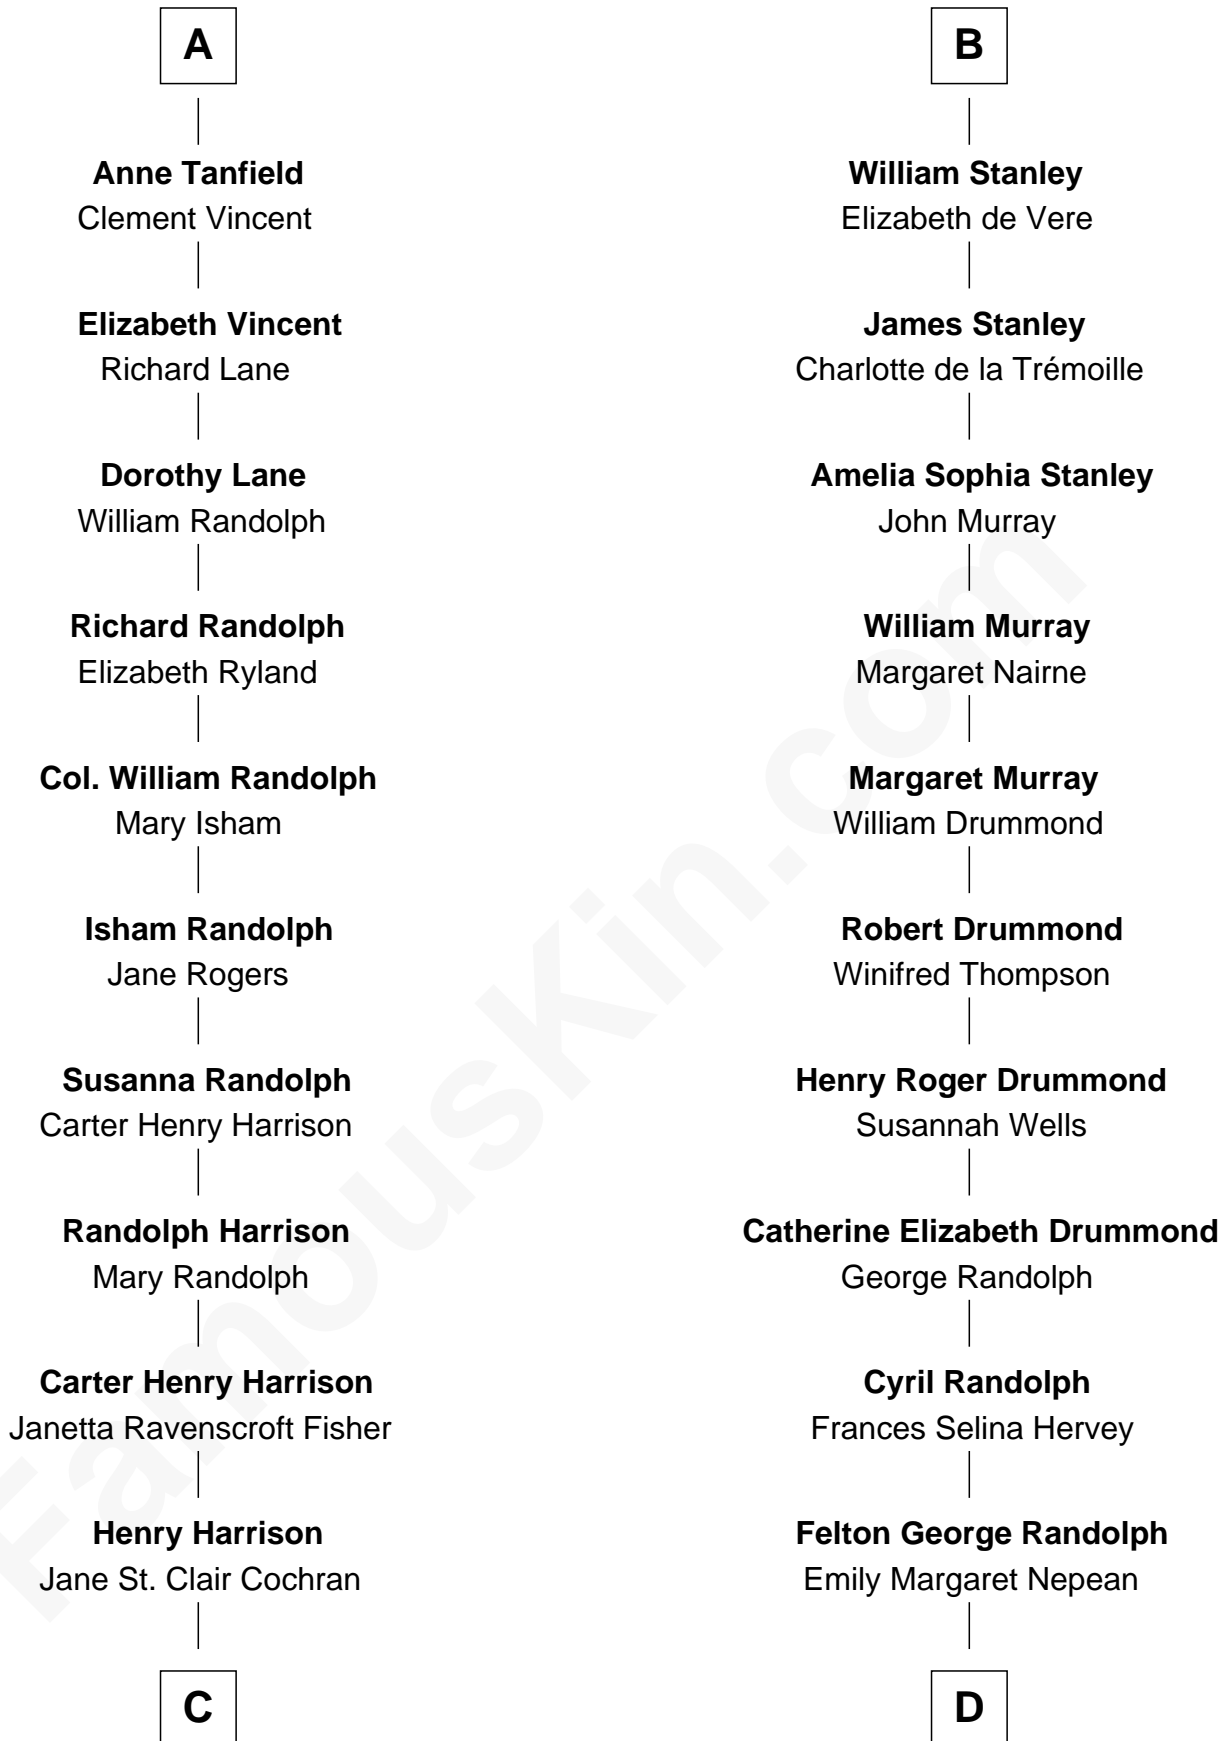 A
Anne Tanfield
Clement Vincent
Elizabeth Vincent
Richard Lane
Dorothy Lane
William Randolph
Richard Randolph
Elizabeth Ryland
Col. William Randolph
Mary Isham
Isham Randolph
Jane Rogers
Susanna Randolph
Carter Henry Harrison
Randolph Harrison
Mary Randolph
Carter Henry Harrison
Janetta Ravenscroft Fisher
Henry Harrison
Jane St. Clair Cochran
C
B
William Stanley
Elizabeth de Vere
James Stanley
Charlotte de la Trémoille
Amelia Sophia Stanley
John Murray
William Murray
Margaret Nairne
Margaret Murray
William Drummond
Robert Drummond
Winifred Thompson
Henry Roger Drummond
Susannah Wells
Catherine Elizabeth Drummond
George Randolph
Cyril Randolph
Frances Selina Hervey
Felton George Randolph
Emily Margaret Nepean
D
FamousKin.com